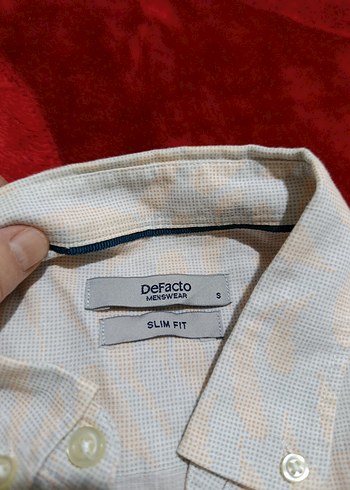 DeFacto
MENSWEAR S
SLIM FIT